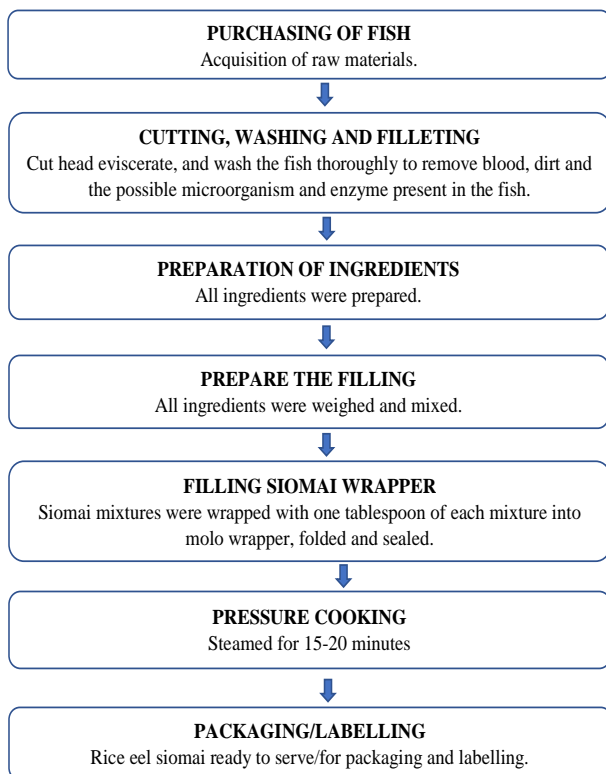 PURCHASING OF FISH
Acquisition of raw materials.
CUTTING, WASHING AND FILLETING
Cut head eviscerate, and wash the fish thoroughly to remove blood, dirt and
the possible microorganism and enzyme present in the fish.
PREPARATION OF INGREDIENTS
All ingredients were prepared.
PREPARE THE FILLING
All ingredients were weighed and mixed.
FILLING SIOMAI WRAPPER
Siomai mixtures were wrapped with one tablespoon of each mixture into
molo wrapper, folded and sealed.
PRESSURE COOKING
Steamed for 15-20 minutes
PACKAGING/LABELLING
Rice eel siomai ready to serve/for packaging and labelling.